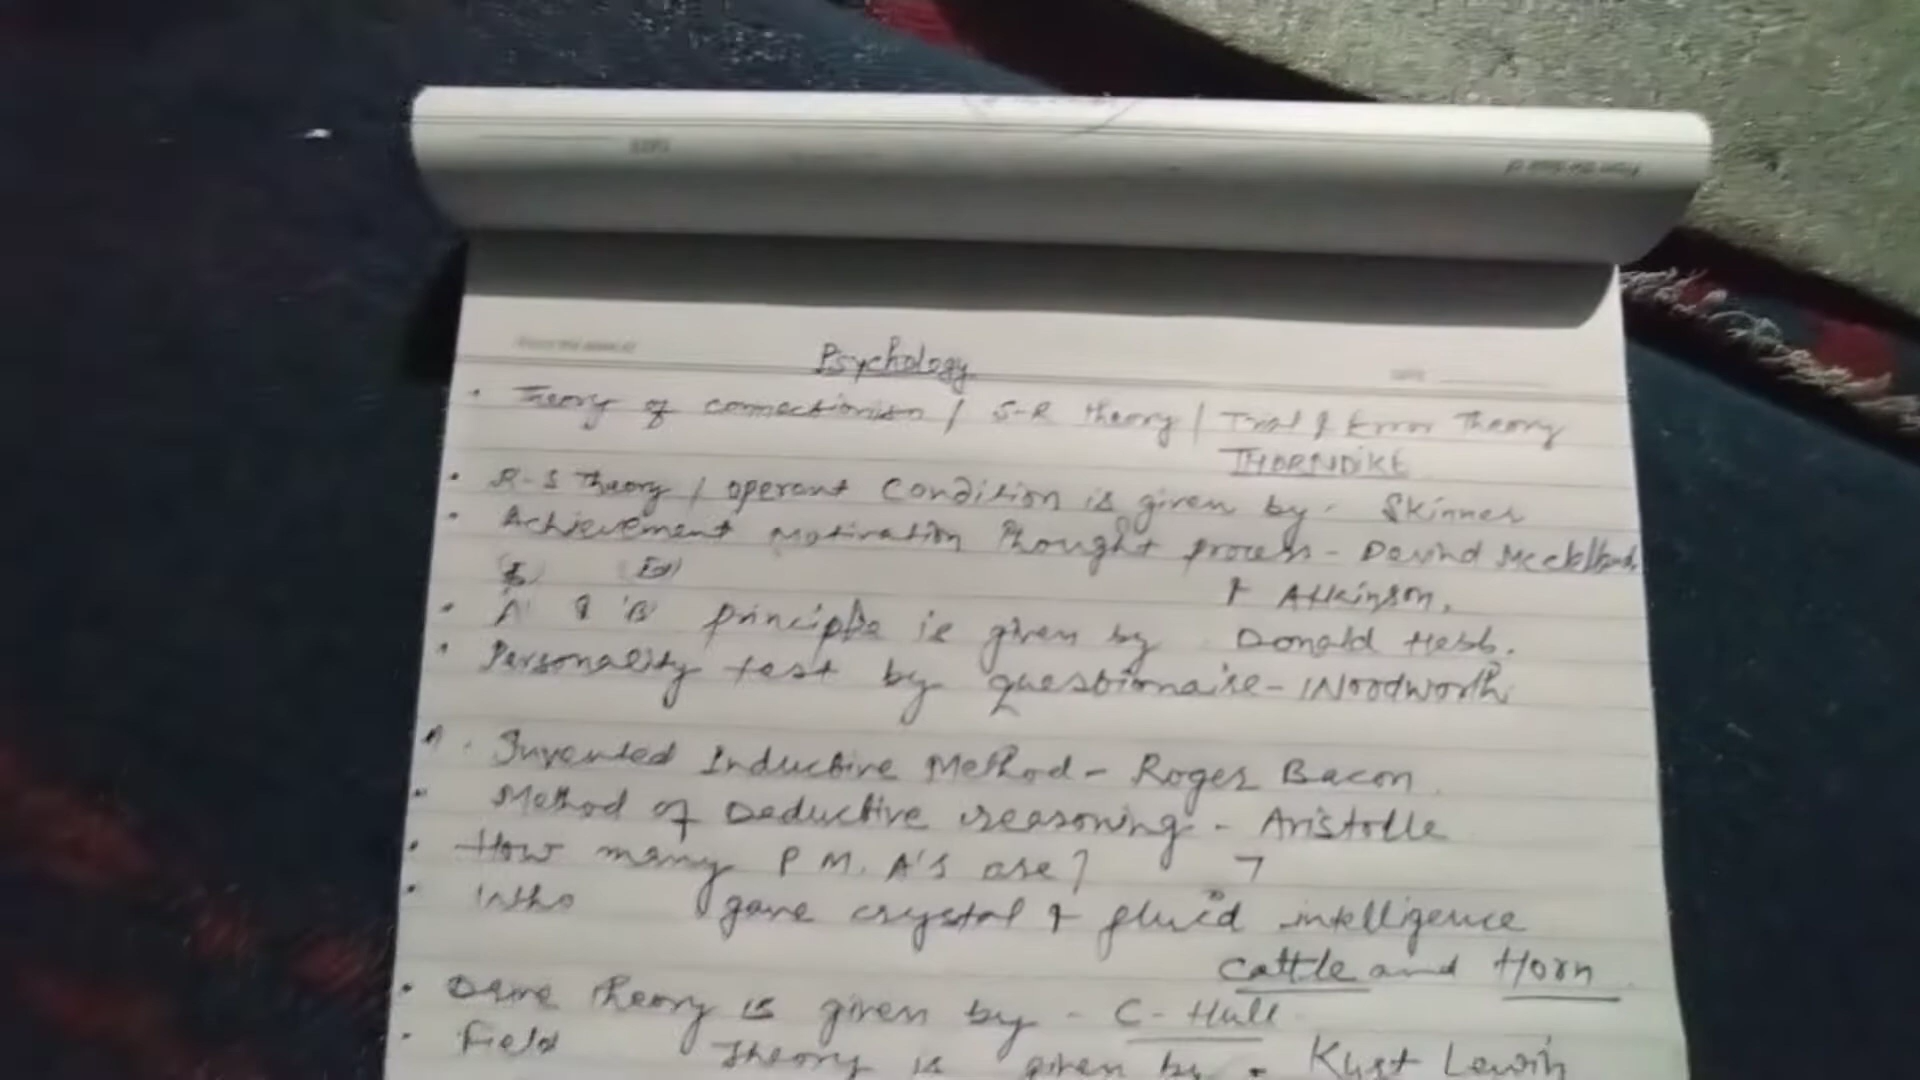 Psychology
• Theory of connectionism / S-R theory / Trial & Error Theory
THORNDIKE
• R-S Theory / operant Condition is given by - Skinner
• Achievement Motivation Thought process - David Mcclelland
& Atkinson.
• 'A' & 'B' principle is given by Donald Hebb.
• Personality test by questionaire - Woodworth
• Invented Inductive Method - Roger Bacon
• Method of Deductive reasoning - Aristotle
• How many P.M.A's are? 7
• Who gave crystal & fluid intelligence
Cattle and Horn
• Drive theory is given by - C-Hull
• Field Theory is given by - Kurt Lewin